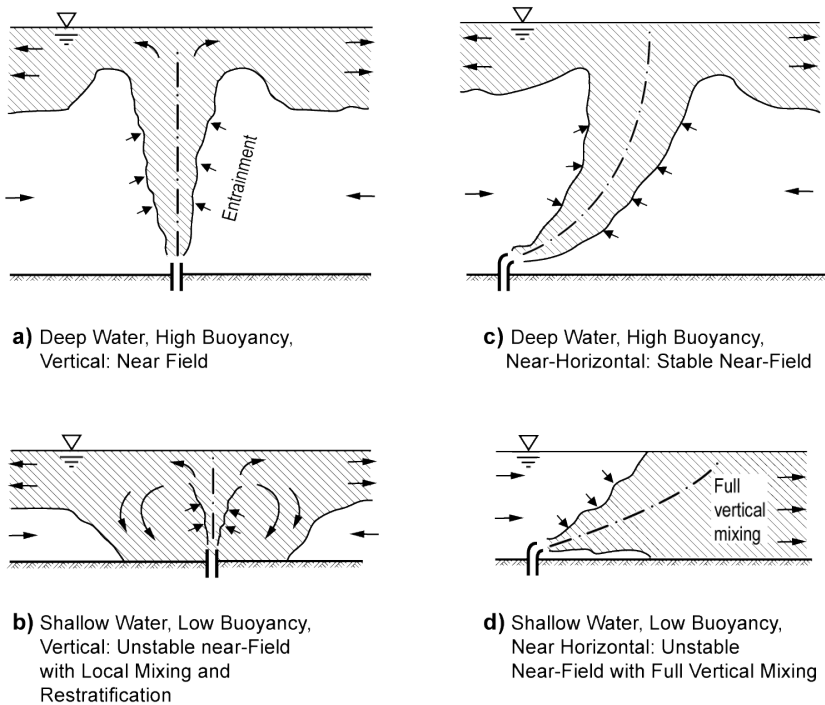 Entrainment
a) Deep Water, High Buoyancy,
Vertical: Near Field
c) Deep Water, High Buoyancy,
Near-Horizontal: Stable Near-Field
Full
vertical
mixing
b) Shallow Water, Low Buoyancy,
Vertical: Unstable near-Field
with Local Mixing and
Restratification
d) Shallow Water, Low Buoyancy,
Near Horizontal: Unstable
Near-Field with Full Vertical Mixing